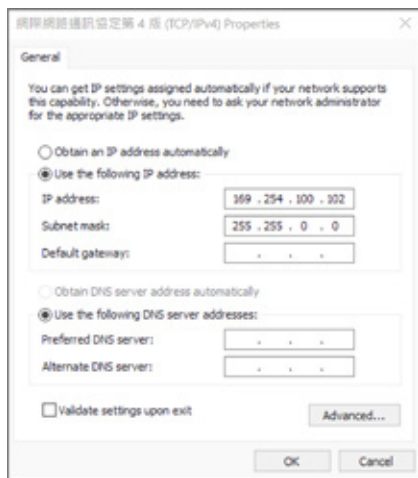 網際網路通訊協定第 4 版 (TCP/IPv4) Properties
General
You can get IP settings assigned automatically if your network supports
this capability. Otherwise, you need to ask your network administrator
for the appropriate IP settings.
Obtain an IP address automatically
Use the following IP address:
IP address: 169 . 254 . 100 . 102
Subnet mask: 255 . 255 . 0 . 0
Default gateway: . . .
Obtain DNS server address automatically
Use the following DNS server addresses:
Preferred DNS server: . . .
Alternate DNS server: . . .
Validate settings upon exit
Advanced...
OK Cancel